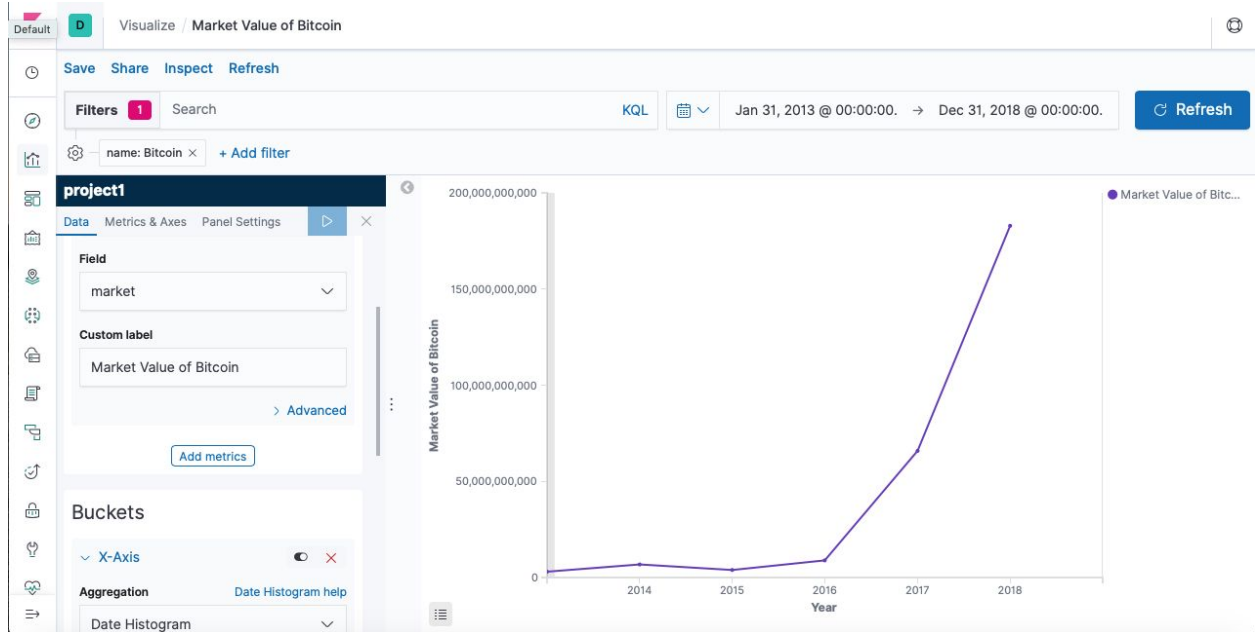 Default
D
Visualize / Market Value of Bitcoin
Save Share Inspect Refresh
Filters 1 Search KQL
Jan 31, 2013 @ 00:00:00. → Dec 31, 2018 @ 00:00:00.
Refresh
name: Bitcoin × + Add filter
project1
Data Metrics & Axes Panel Settings
Field
market
Custom label
Market Value of Bitcoin
Advanced
Add metrics
Buckets
X-Axis
Aggregation Date Histogram help
Date Histogram
Market Value of Bitcoin
200,000,000,000
150,000,000,000
100,000,000,000
50,000,000,000
0
2014 2015 2016 2017 2018
Year
Market Value of Bitc...